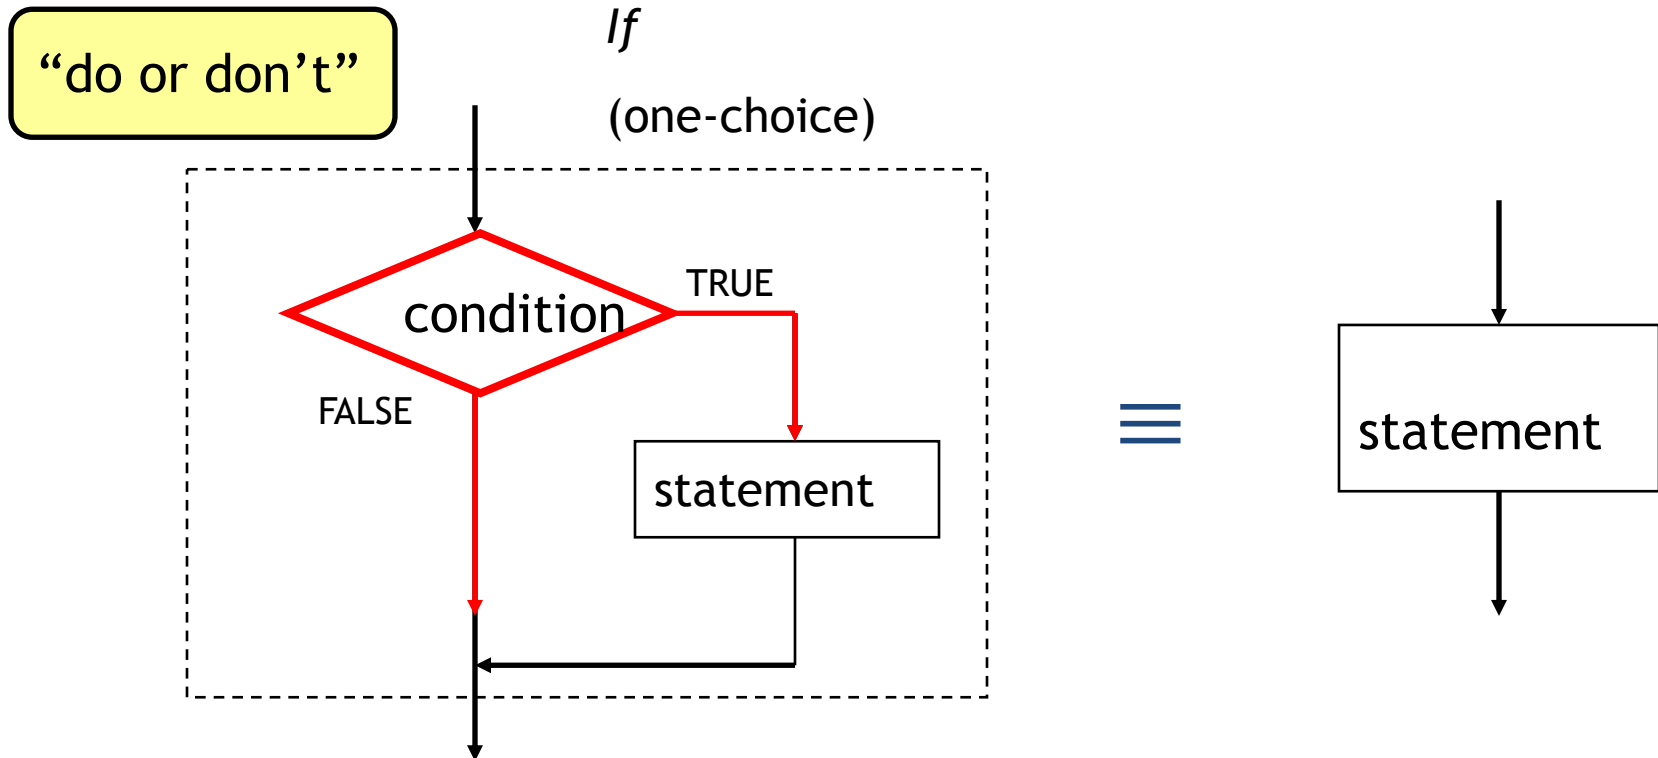 “do or don’t”
If
(one-choice)
TRUE
condition
FALSE
statement
≡
statement